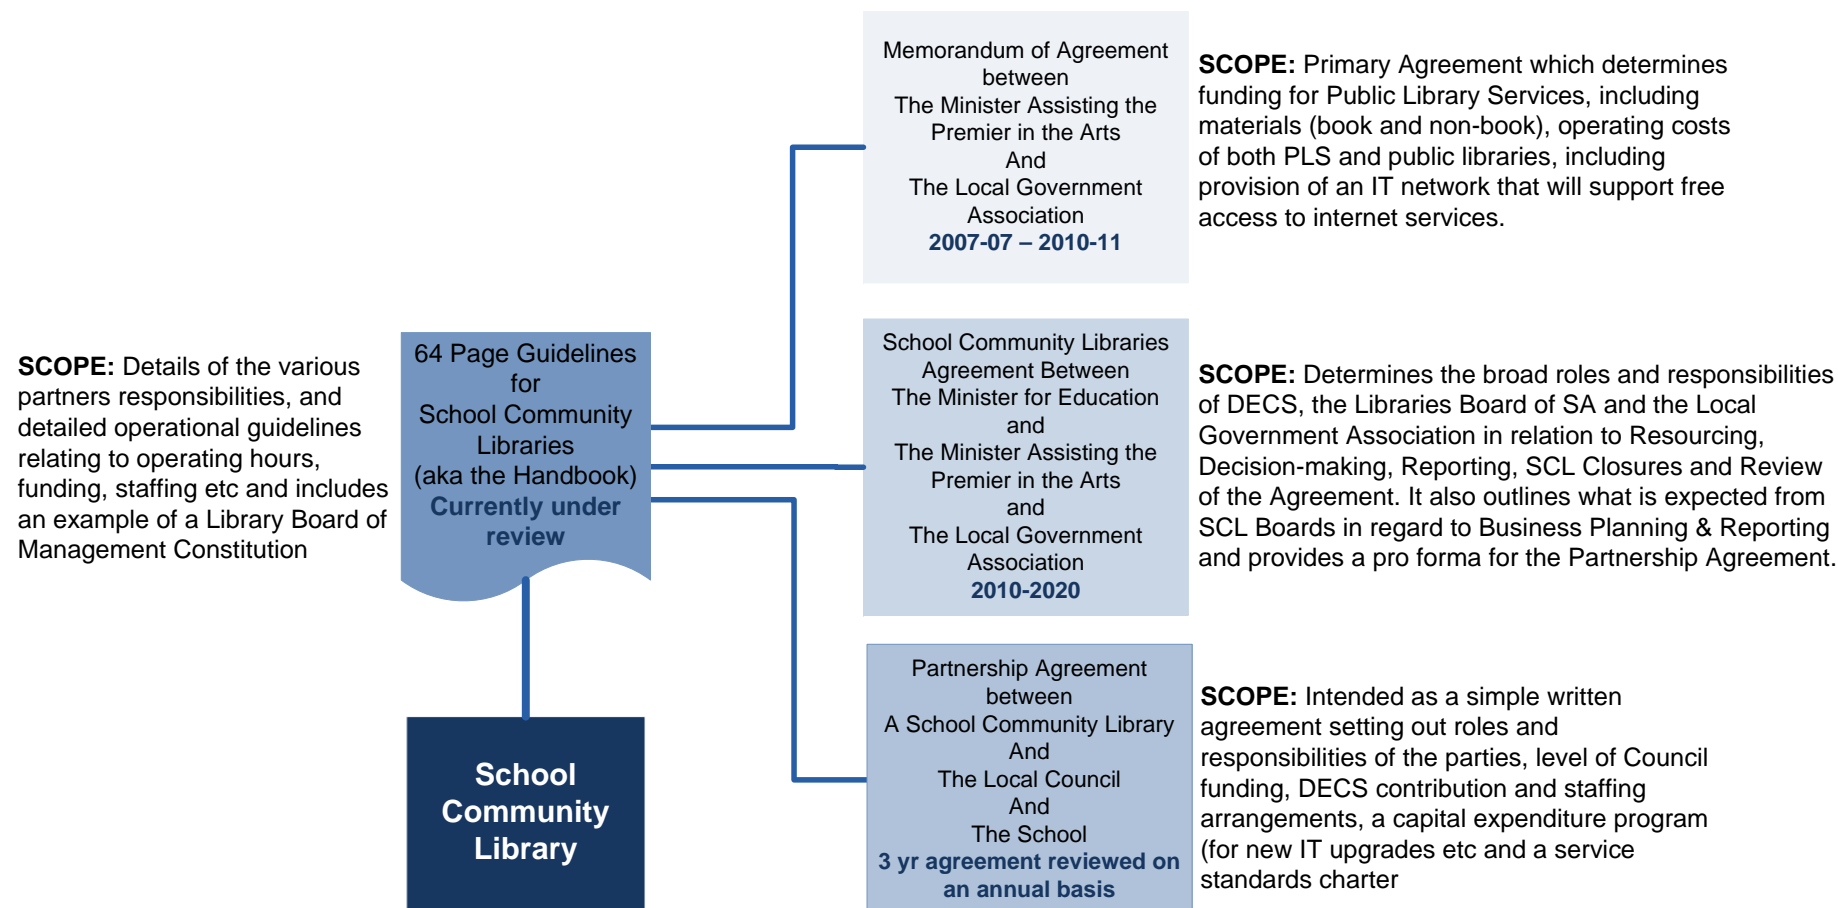 Memorandum of Agreement
between
The Minister Assisting the
Premier in the Arts
And
The Local Government
Association
2007-07 – 2010-11
SCOPE: Primary Agreement which determines
funding for Public Library Services, including
materials (book and non-book), operating costs
of both PLS and public libraries, including
provision of an IT network that will support free
access to internet services.
SCOPE: Details of the various
partners responsibilities, and
detailed operational guidelines
relating to operating hours,
funding, staffing etc and includes
an example of a Library Board of
Management Constitution
64 Page Guidelines
for
School Community
Libraries
(aka the Handbook)
Currently under
review
School Community Libraries
Agreement Between
The Minister for Education
and
The Minister Assisting the
Premier in the Arts
and
The Local Government
Association
2010-2020
SCOPE: Determines the broad roles and responsibilities
of DECS, the Libraries Board of SA and the Local
Government Association in relation to Resourcing,
Decision-making, Reporting, SCL Closures and Review
of the Agreement. It also outlines what is expected from
SCL Boards in regard to Business Planning & Reporting
and provides a pro forma for the Partnership Agreement.
School
Community
Library
Partnership Agreement
between
A School Community Library
And
The Local Council
And
The School
3 yr agreement reviewed on
an annual basis
SCOPE: Intended as a simple written
agreement setting out roles and
responsibilities of the parties, level of Council
funding, DECS contribution and staffing
arrangements, a capital expenditure program
(for new IT upgrades etc and a service
standards charter